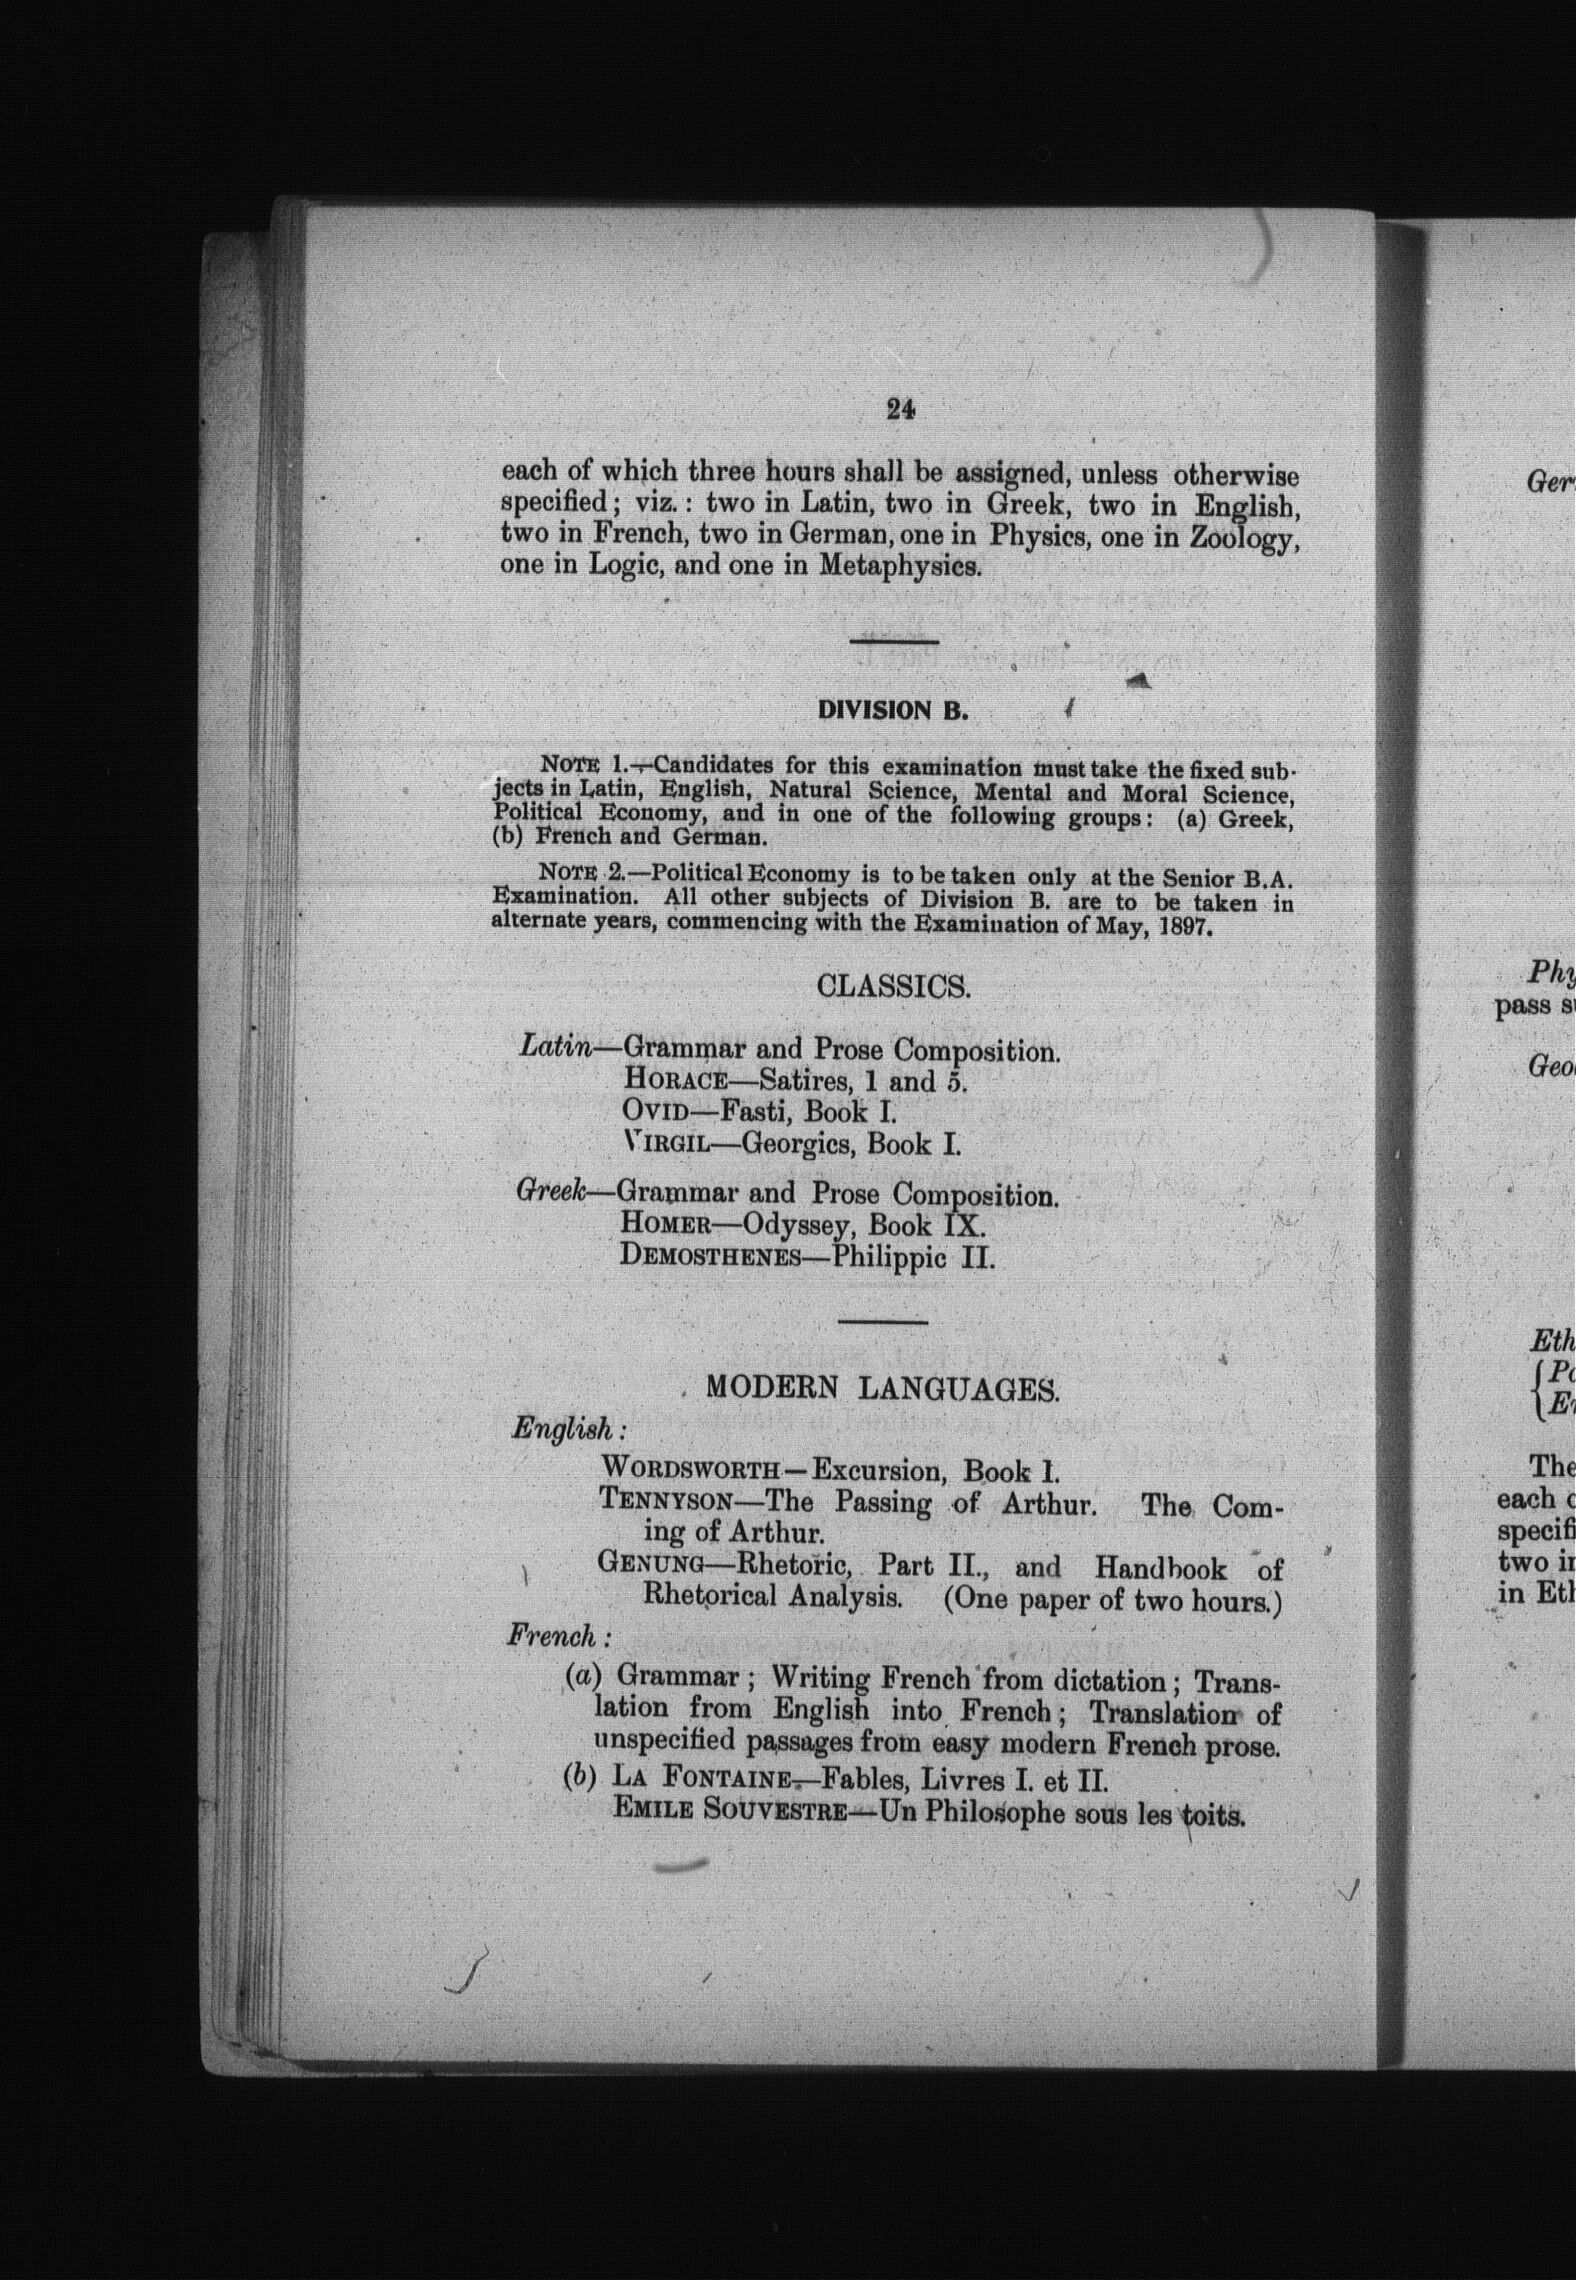 24
each of which three hours shall be assigned, unless otherwise
specified; viz.: two in Latin, two in Greek, two in English,
two in French, two in German, one in Physics, one in Zoology,
one in Logic, and one in Metaphysics.
DIVISION B.
NOTE 1.—Candidates for this examination must take the fixed sub-
jects in Latin, English, Natural Science, Mental and Moral Science,
Political Economy, and in one of the following groups: (a) Greek,
(b) French and German.
NOTE 2.—Political Economy is to be taken only at the Senior B.A.
Examination. All other subjects of Division B. are to be taken in
alternate years, commencing with the Examination of May, 1897.
CLASSICS.
Latin—Grammar and Prose Composition.
HORACE—Satires, 1 and 5.
OVID—Fasti, Book I.
VIRGIL—Georgics, Book I.
Greek—Grammar and Prose Composition.
HOMER—Odyssey, Book IX.
DEMOSTHENES—Philippic II.
MODERN LANGUAGES.
English:
WORDSWORTH—Excursion, Book I.
TENNYSON—The Passing of Arthur. The Com-
ing of Arthur.
GENUNG—Rhetoric, Part II., and Handbook of
Rhetorical Analysis. (One paper of two hours.)
French:
(a) Grammar; Writing French from dictation; Trans-
lation from English into French; Translation of
unspecified passages from easy modern French prose.
(b) LA FONTAINE—Fables, Livres I. et II.
EMILE SOUVESTRE—Un Philosophe sous les toits.
Phy
pass
Geo
Eth
The
each
specifi
two
in Eth